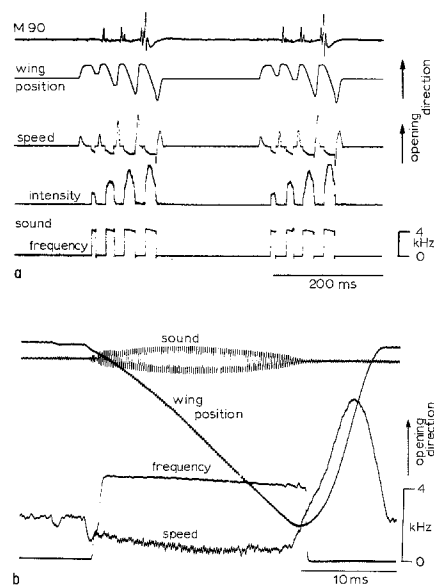 M 90
wing
position
opening
direction
speed
opening
direction
intensity
sound
frequency
4
kHz
0
200 ms
a
sound
wing
position
frequency
opening
direction
4
kHz
speed
0
10 ms
b